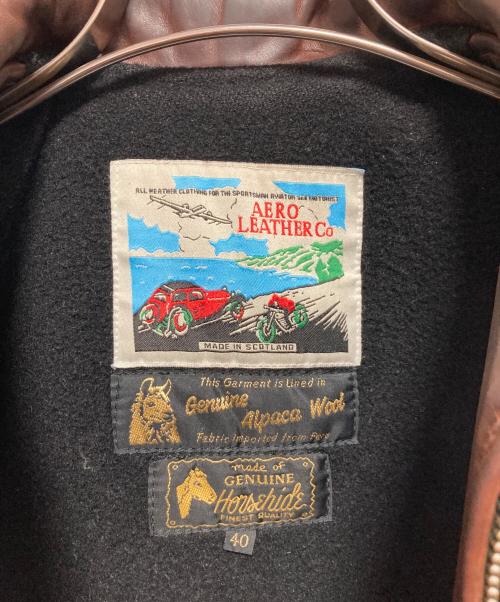 ALL WEATHER CLOTHING FOR THE SPORTSMAN AVIATOR AND MOTORIST
AERO
LEATHER Co
MADE IN SCOTLAND
This Garment is Lined in
Genuine
Alpaca Wool
Fabric Imported from Peru
made of
GENUINE
Horsehide
FINEST QUALITY
40